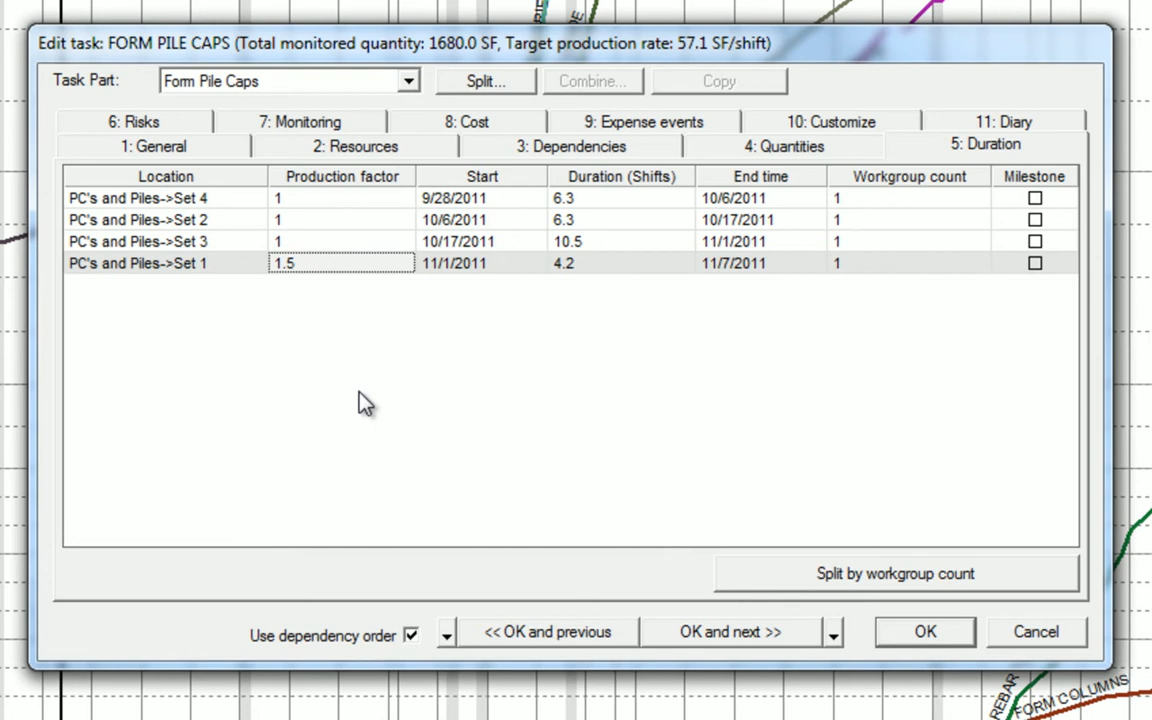 RIE
DE
Edit task: FORM PILE CAPS (Total monitored quantity: 1680.0 SF, Target production rate: 57.1 SF/shift)
Task Part: Form Pile Caps Split... Combine... Copy
6: Risks 7: Monitoring 8: Cost 9: Expense events 10: Customize 11: Diary
1: General 2: Resources 3: Dependencies 4: Quantities 5: Duration
Location Production factor Start Duration (Shifts) End time Workgroup count Milestone
PC's and Piles->Set 4 1 9/28/2011 6.3 10/6/2011 1
PC's and Piles->Set 2 1 10/6/2011 6.3 10/17/2011 1
PC's and Piles->Set 3 1 10/17/2011 10.5 11/1/2011 1
PC's and Piles->Set 1 1.5 11/1/2011 4.2 11/7/2011 1
Split by workgroup count
Use dependency order << OK and previous OK and next >> OK Cancel
REBAR
FORM COLUMNS